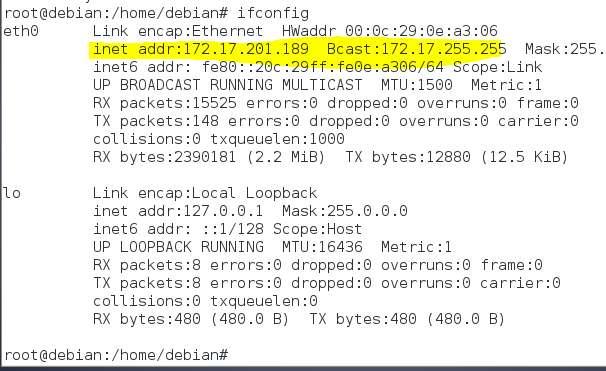 root@debian:/home/debian# ifconfig
eth0      Link encap:Ethernet  HWaddr 00:0c:29:0e:a3:06
          inet addr:172.17.201.189  Bcast:172.17.255.255  Mask:255.
          inet6 addr: fe80::20c:29ff:fe0e:a306/64 Scope:Link
          UP BROADCAST RUNNING MULTICAST  MTU:1500  Metric:1
          RX packets:15525 errors:0 dropped:0 overruns:0 frame:0
          TX packets:148 errors:0 dropped:0 overruns:0 carrier:0
          collisions:0 txqueuelen:1000
          RX bytes:2390181 (2.2 MiB)  TX bytes:12880 (12.5 KiB)
lo        Link encap:Local Loopback
          inet addr:127.0.0.1  Mask:255.0.0.0
          inet6 addr: ::1/128 Scope:Host
          UP LOOPBACK RUNNING  MTU:16436  Metric:1
          RX packets:8 errors:0 dropped:0 overruns:0 frame:0
          TX packets:8 errors:0 dropped:0 overruns:0 carrier:0
          collisions:0 txqueuelen:0
          RX bytes:480 (480.0 B)  TX bytes:480 (480.0 B)
root@debian:/home/debian#